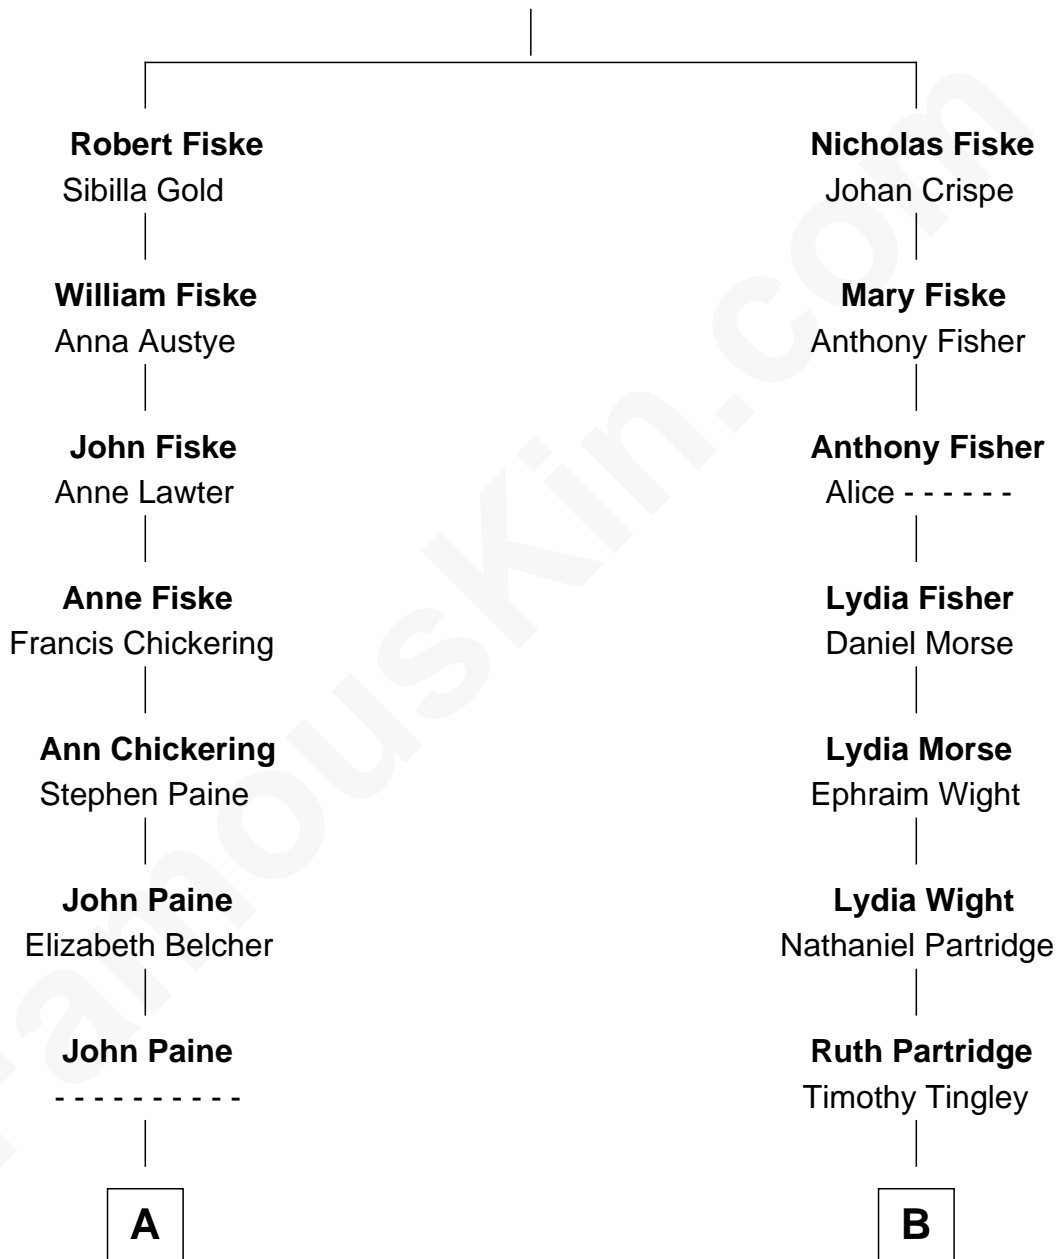 Robert Fiske
Sibilla Gold
William Fiske
Anna Austye
John Fiske
Anne Lawter
Anne Fiske
Francis Chickering
Ann Chickering
Stephen Paine
John Paine
Elizabeth Belcher
John Paine
- - - - - - - - - -
A
Nicholas Fiske
Johan Crispe
Mary Fiske
Anthony Fisher
Anthony Fisher
Alice - - - - - -
Lydia Fisher
Daniel Morse
Lydia Morse
Ephraim Wight
Lydia Wight
Nathaniel Partridge
Ruth Partridge
Timothy Tingley
B
FamousKin.com